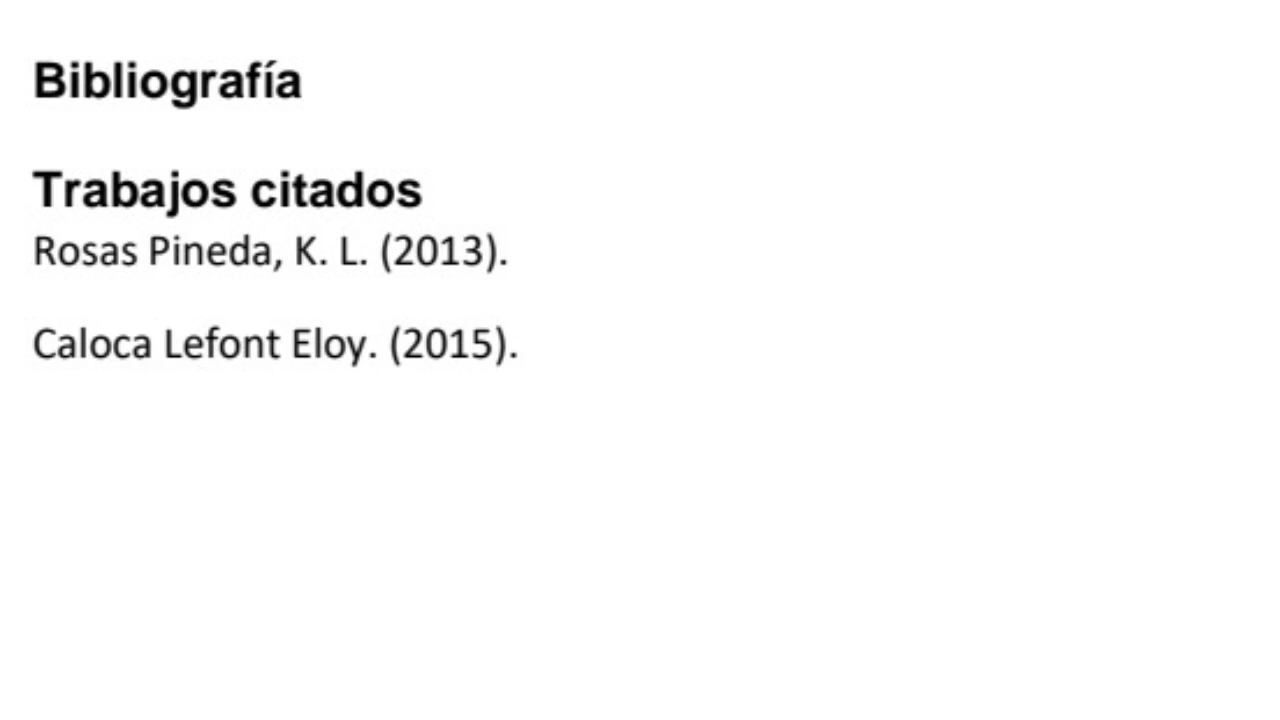 Bibliografía
Trabajos citados
Rosas Pineda, K. L. (2013).
Caloca Lefont Eloy. (2015).